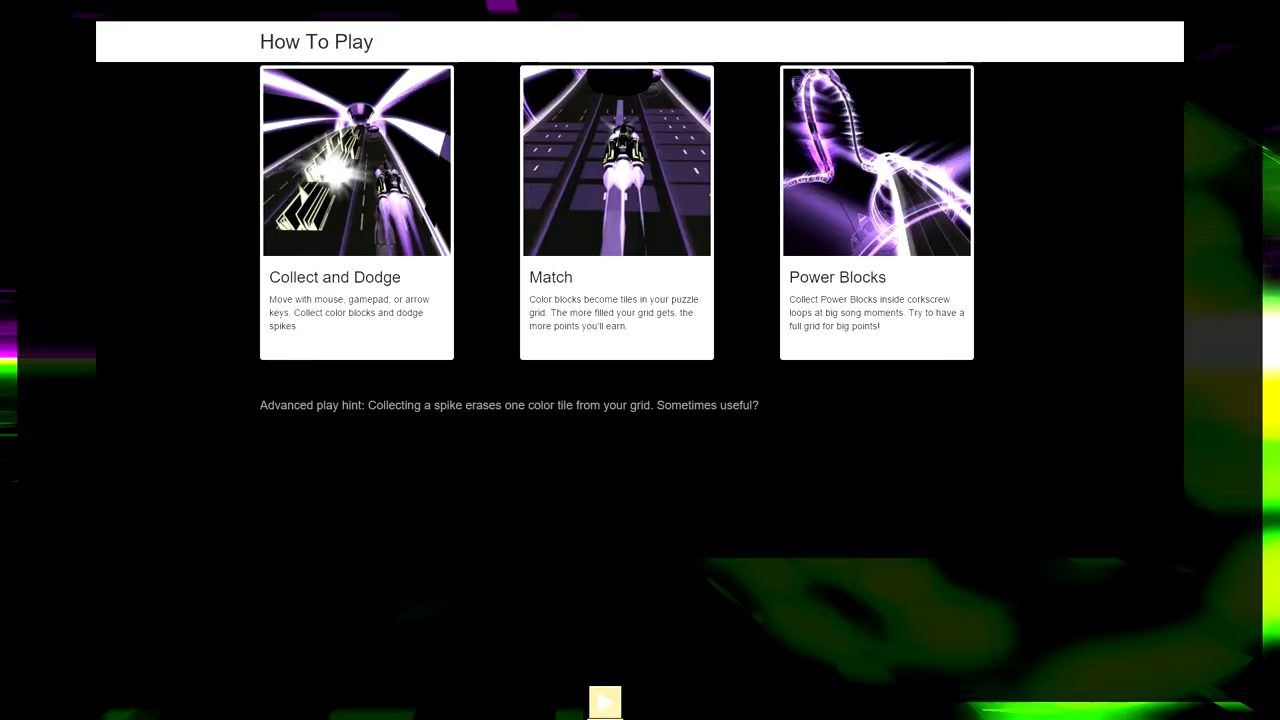 How To Play
Collect and Dodge
Move with mouse, gamepad, or arrow
keys. Collect color blocks and dodge
spikes
Match
Color blocks become tiles in your puzzle
grid. The more filled your grid gets, the
more points you'll earn.
Power Blocks
Collect Power Blocks inside corkscrew
loops at big song moments. Try to have a
full grid for big points!
Advanced play hint: Collecting a spike erases one color tile from your grid. Sometimes useful?